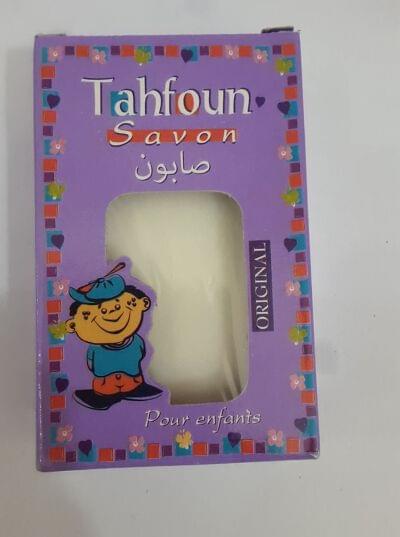 Tahfoun
Savon
صابون
ORIGINAL
Pour enfants